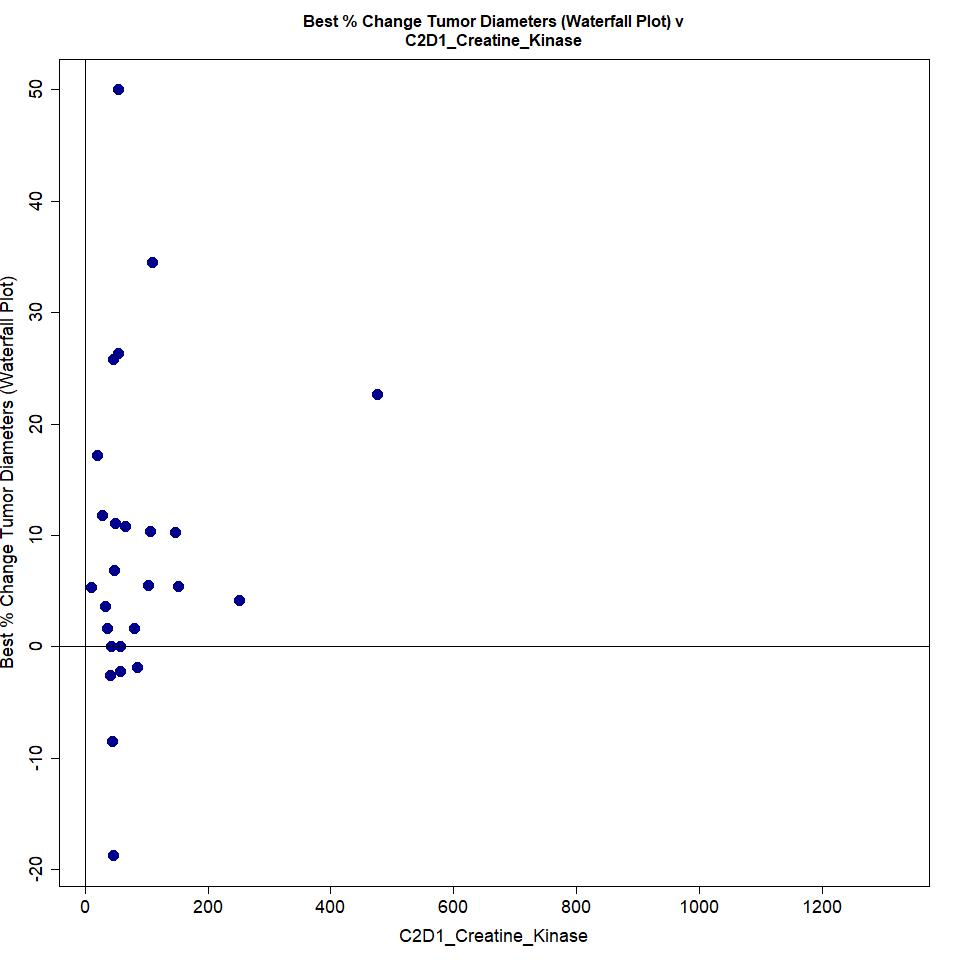 Best % Change Tumor Diameters (Waterfall Plot) v
C2D1_Creatine_Kinase
Best % Change Tumor Diameters (Waterfall Plot)
50
40
30
20
10
0
-10
-20
0 200 400 600 800 1000 1200
C2D1_Creatine_Kinase